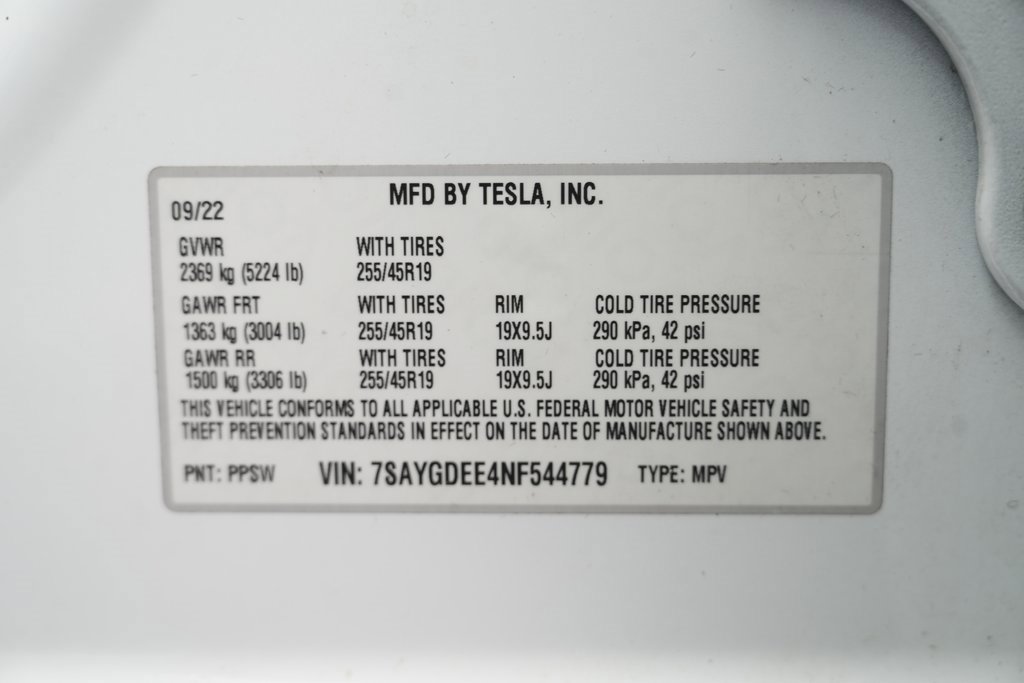 MFD BY TESLA, INC.
09/22
GVWR WITH TIRES
2369 kg (5224 lb) 255/45R19
GAWR FRT WITH TIRES RIM COLD TIRE PRESSURE
1363 kg (3004 lb) 255/45R19 19X9.5J 290 kPa, 42 psi
GAWR RR WITH TIRES RIM COLD TIRE PRESSURE
1500 kg (3306 lb) 255/45R19 19X9.5J 290 kPa, 42 psi
THIS VEHICLE CONFORMS TO ALL APPLICABLE U.S. FEDERAL MOTOR VEHICLE SAFETY AND
THEFT PREVENTION STANDARDS IN EFFECT ON THE DATE OF MANUFACTURE SHOWN ABOVE.
PNT: PPSW VIN: 7SAYGDEE4NF544779 TYPE: MPV